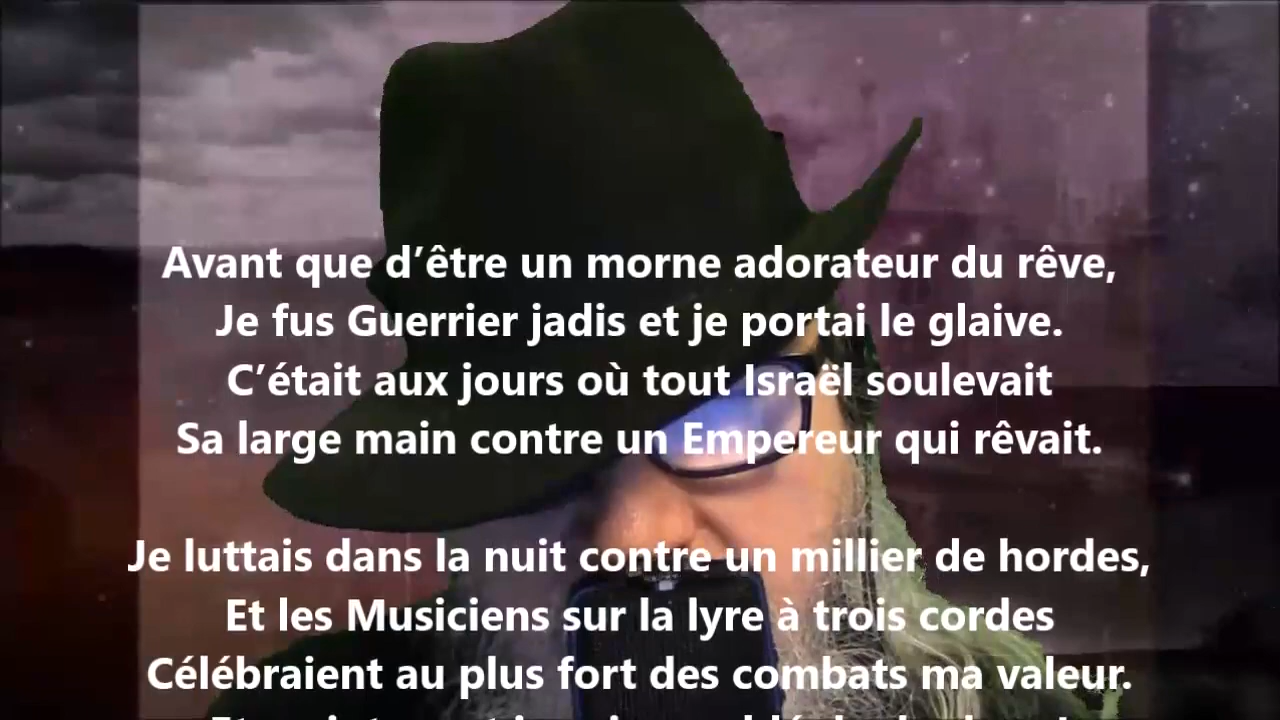 Avant que d’être un morne adorateur du rêve,
Je fus Guerrier jadis et je portai le glaive.
C’était aux jours où tout Israël soulevait
Sa large main contre un Empereur qui rêvait.
Je luttais dans la nuit contre un millier de hordes,
Et les Musiciens sur la lyre à trois cordes
Célébraient au plus fort des combats ma valeur.